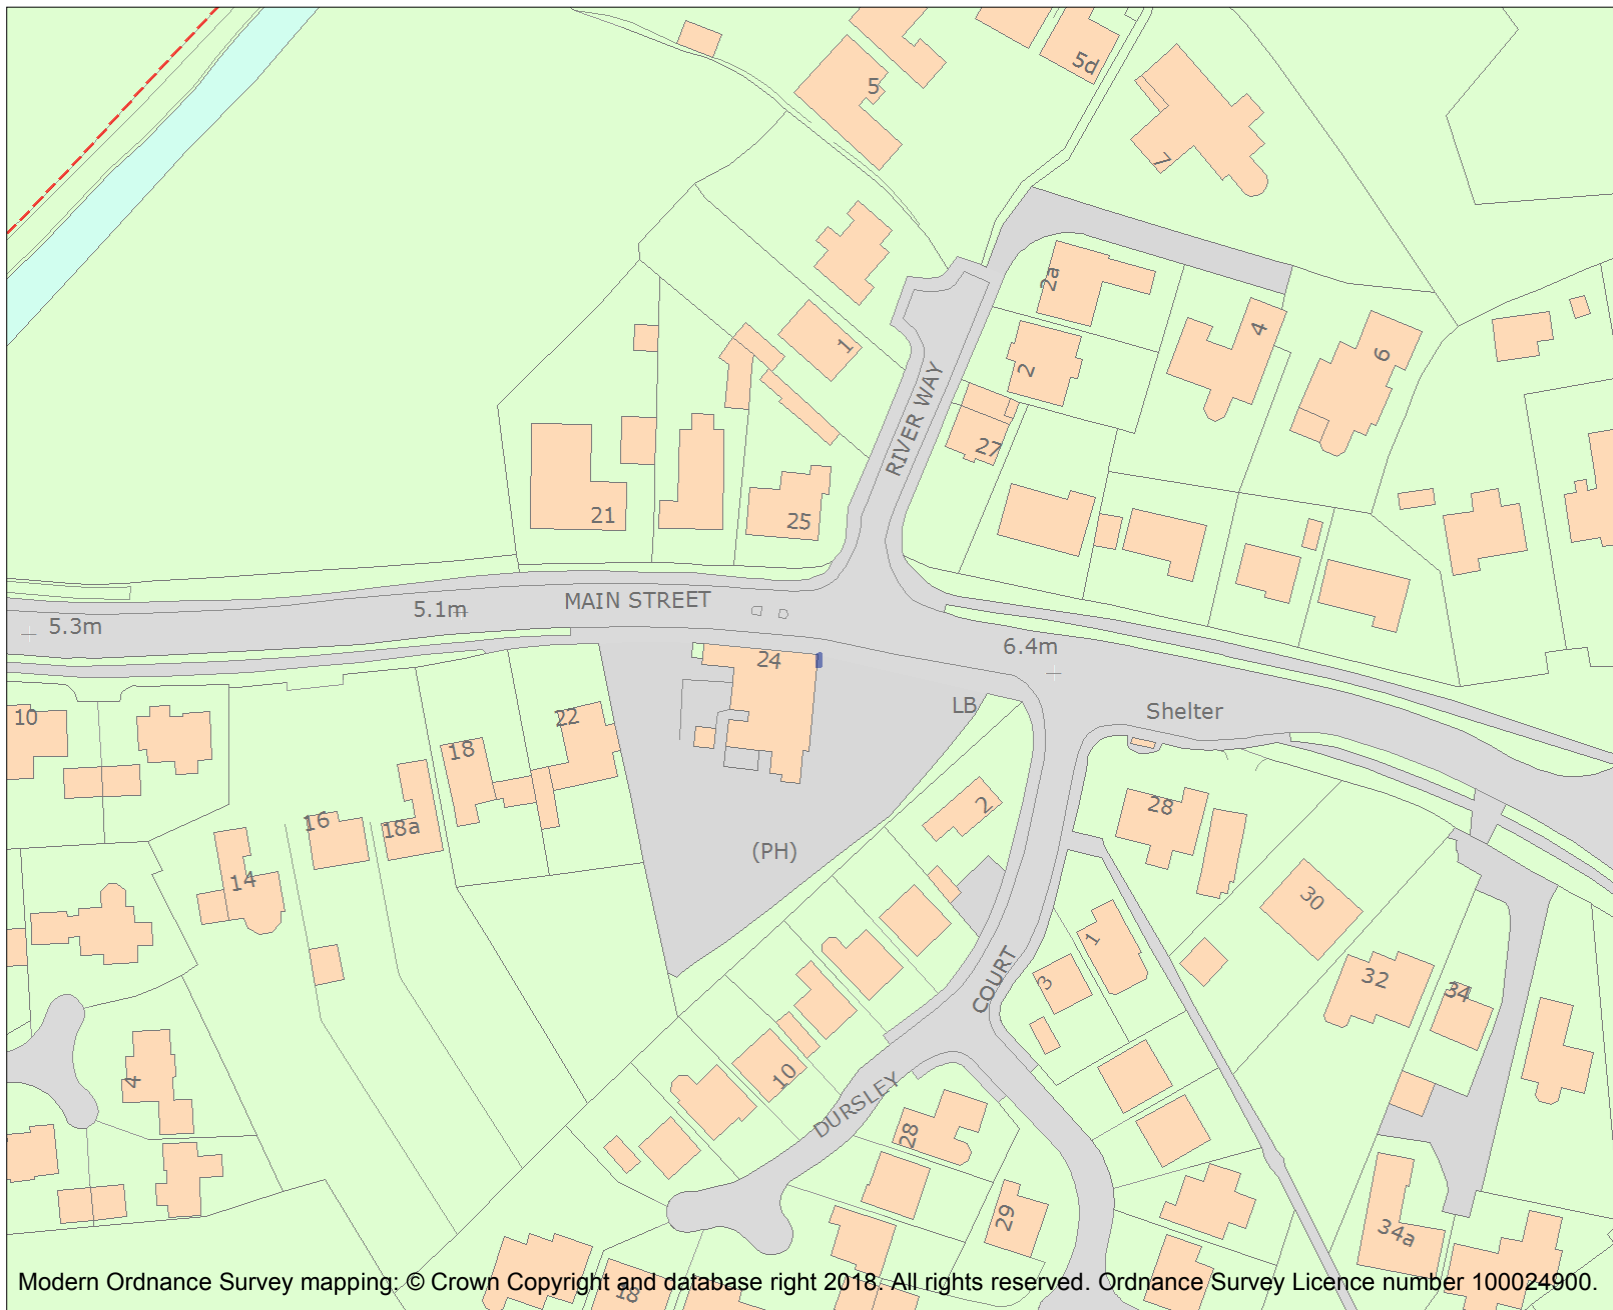 5d
5
7
2a
4
1
6
2
RIVER WAY
27
21
25
MAIN STREET
5.1m
5.3m
6.4m
24
LB
Shelter
10
22
18
2
28
16
18a
(PH)
14
30
1
3
32
34
COURT
4
10
DURSLEY
28
29
34a
18
Modern Ordnance Survey mapping: © Crown Copyright and database right 2018. All rights reserved. Ordnance Survey Licence number 100024900.